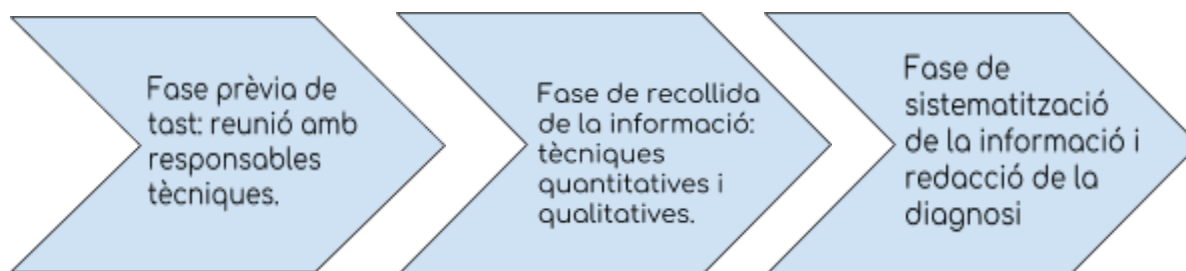 Fase prèvia de
tast: reunió amb
responsables
tècniques.
Fase de recollida
de la informació:
tècniques
quantitatives i
qualitatives.
Fase de
sistematització
de la informació i
redacció de la
diagnosi